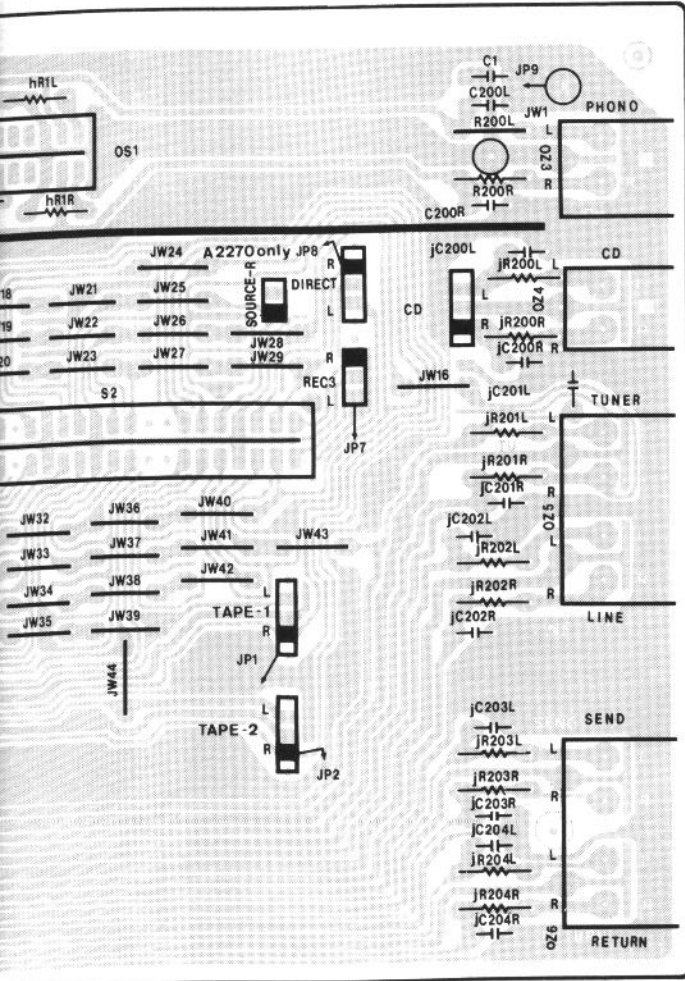 hR1L
C1
JP9
C200L
JW1
PHONO
R200L
L
OS1
OZ3
R
hR1R
R200R
C200R
JW24
A2270only
JP8
jC200L
CD
R
SOURCE-R
DIRECT
jR200L
L
18
JW21
JW25
L
CD
L
OZ4
19
JW22
JW26
JW28
R
jR200R
20
JW23
JW27
JW29
R
jC200R
R
REC3
JW16
S2
L
jC201L
TUNER
JP7
jR201L
L
jR201R
jC201R
R
JW36
JW40
OZ5
JW32
JW37
JW41
JW43
jC202L
L
jR202L
JW33
JW38
JW42
L
jR202R
JW34
TAPE-1
R
JW35
JW39
R
jC202R
LINE
JP1
JW44
L
jC203L
SEND
TAPE-2
jR203L
L
R
JP2
jR203R
R
jC203R
jC204L
L
jR204L
jR204R
R
jC204R
OZ6
RETURN